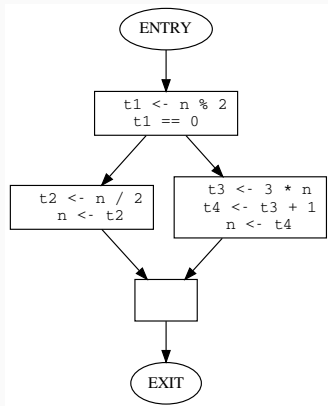 ENTRY
t1 <- n % 2
t1 == 0
t2 <- n / 2
n <- t2
t3 <- 3 * n
t4 <- t3 + 1
n <- t4
EXIT